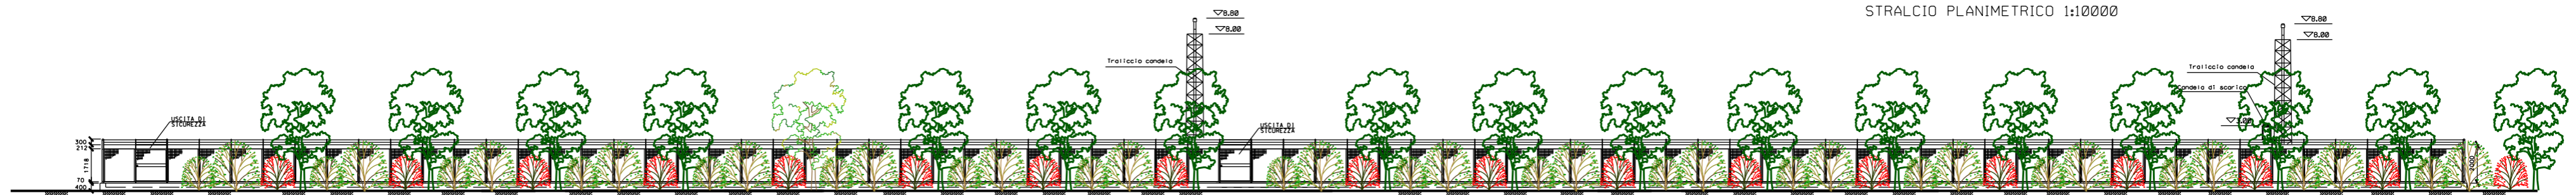 STRALCIO PLANIMETRICO 1:10000
8.80
8.00
8.80
8.00
Traliccio candela
Traliccio candela
Candela di scarico
USCITA DI
SICUREZZA
USCITA DI
SICUREZZA
300
212
1718
70
400